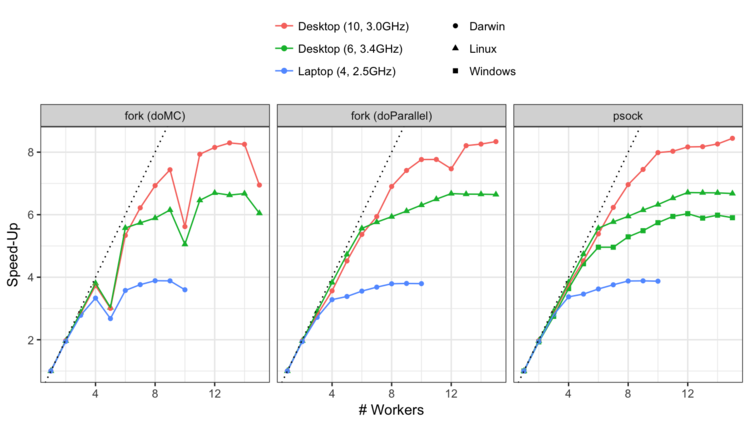 Desktop (10, 3.0GHz)
Desktop (6, 3.4GHz)
Laptop (4, 2.5GHz)
Darwin
Linux
Windows
fork (doMC)
fork (doParallel)
psock
Speed-Up
8
6
4
2
4 8 12
4 8 12
4 8 12
# Workers